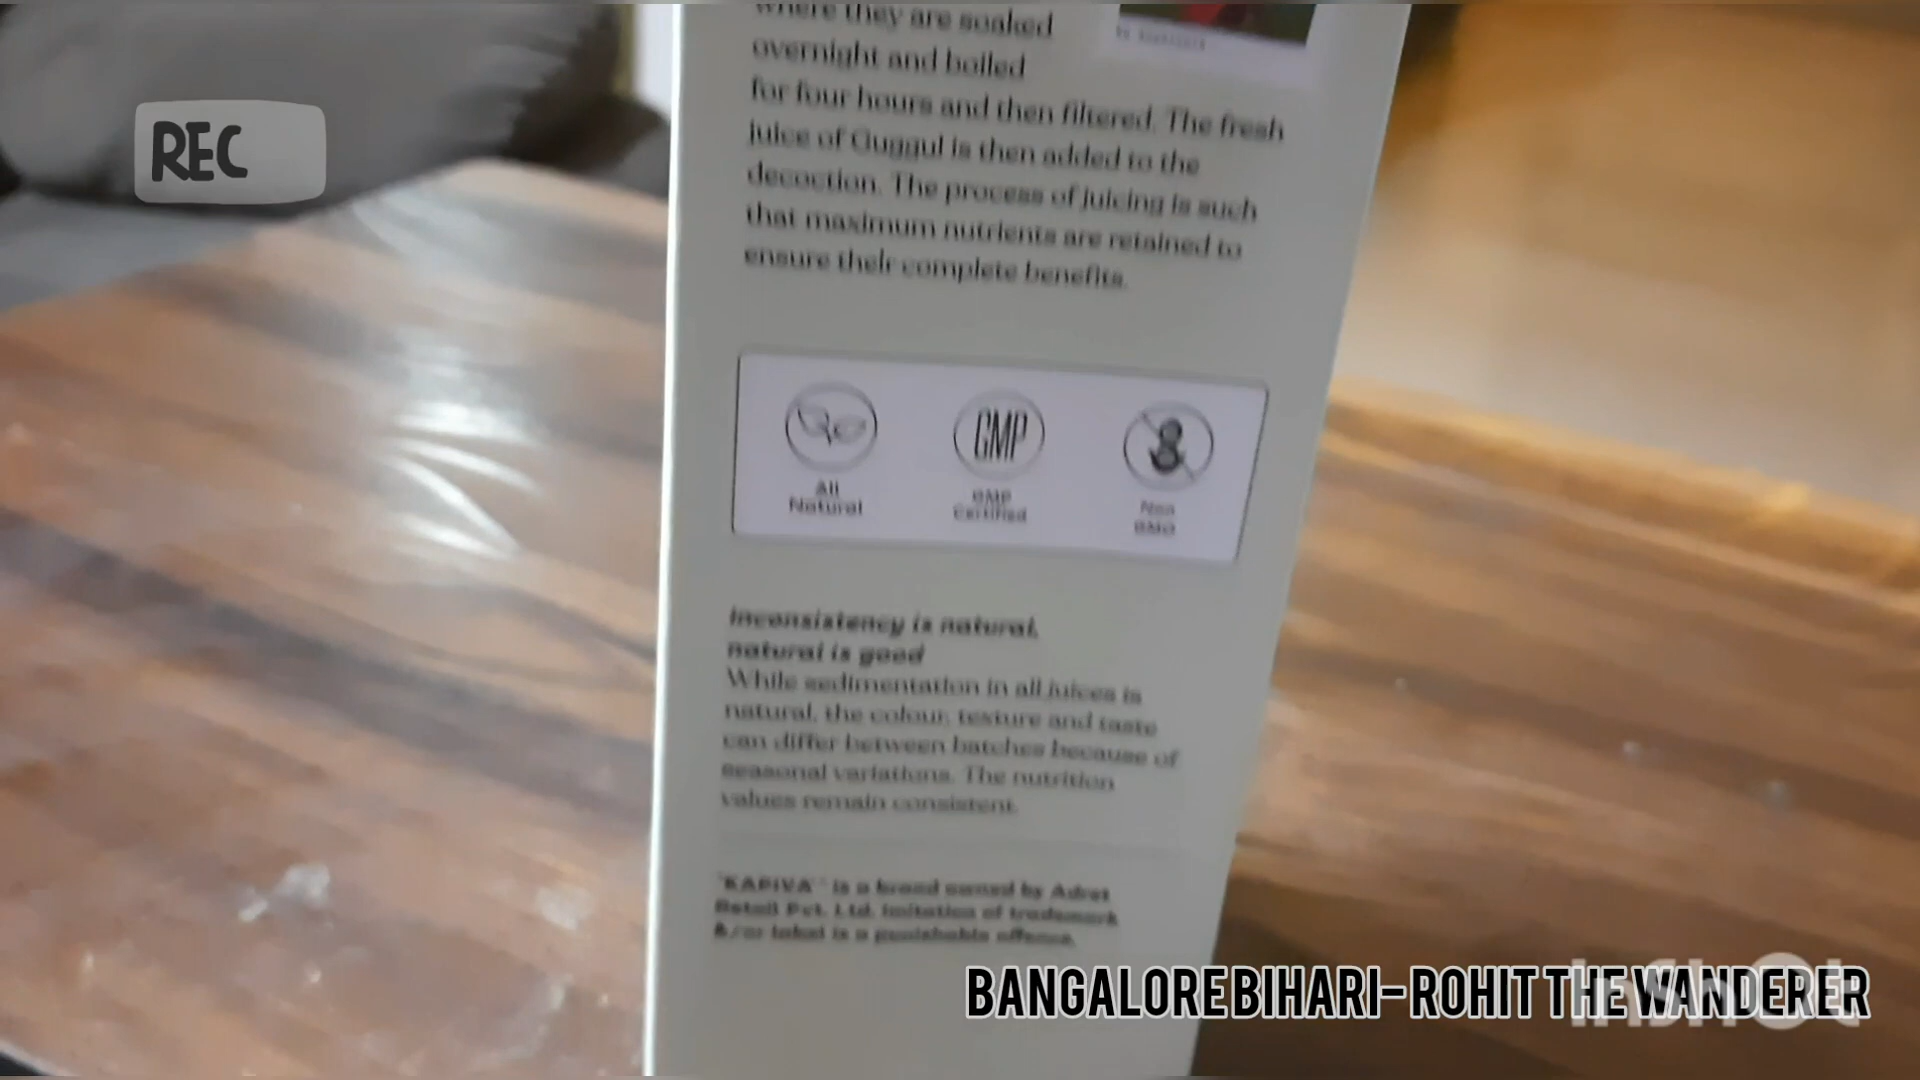 where they are soaked
overnight and boiled
for four hours and then filtered. The fresh
juice of Guggul is then added to the
decoction. The process of juicing is such
that maximum nutrients are retained to
ensure their complete benefits.
REC
GMP
All
Natural
GMP
Certified
Non
GMO
Inconsistency is natural,
natural is good
While sedimentation in all juices is
natural, the colour, texture and taste
can differ between batches because of
seasonal variations. The nutrition
values remain consistent.
"KAPIVA" is a brand owned by Adret
Retail Pvt. Ltd. Imitation of trademark
&/or label is a punishable offence.
BANGALORE BIHARI-ROHIT THE WANDERER
InShOt